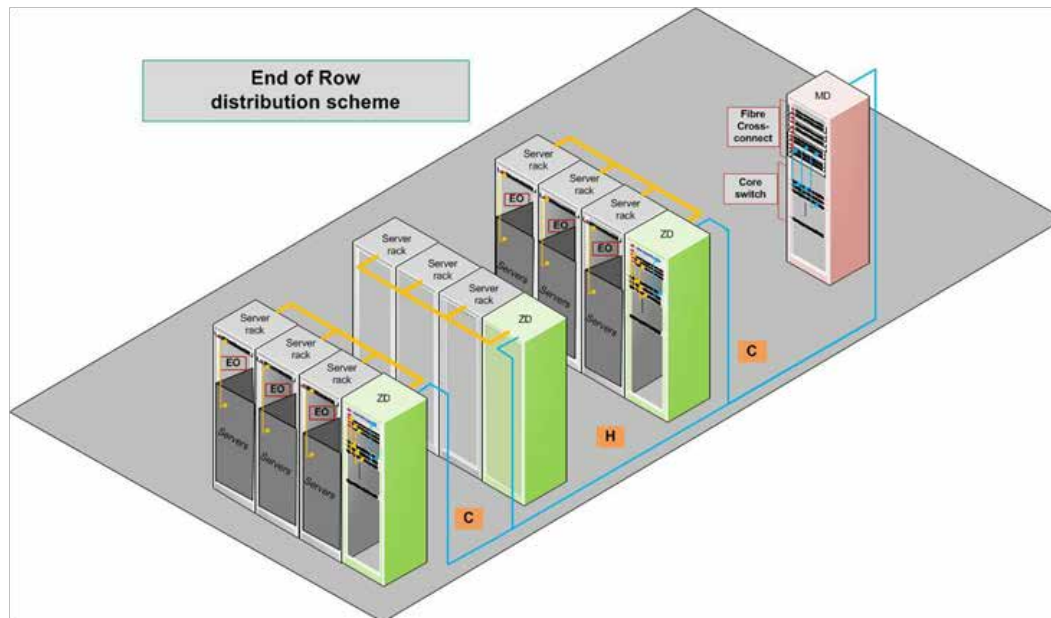 End of Row
distribution scheme
MD
Fibre
Cross-
connect
Core
switch
Server
rack
Server
rack
Server
rack
ZD
EO
EO
EO
Servers
Servers
Servers
C
Server
rack
Server
rack
Server
rack
ZD
H
Server
rack
Server
rack
Server
rack
ZD
EO
EO
EO
Servers
Servers
Servers
C